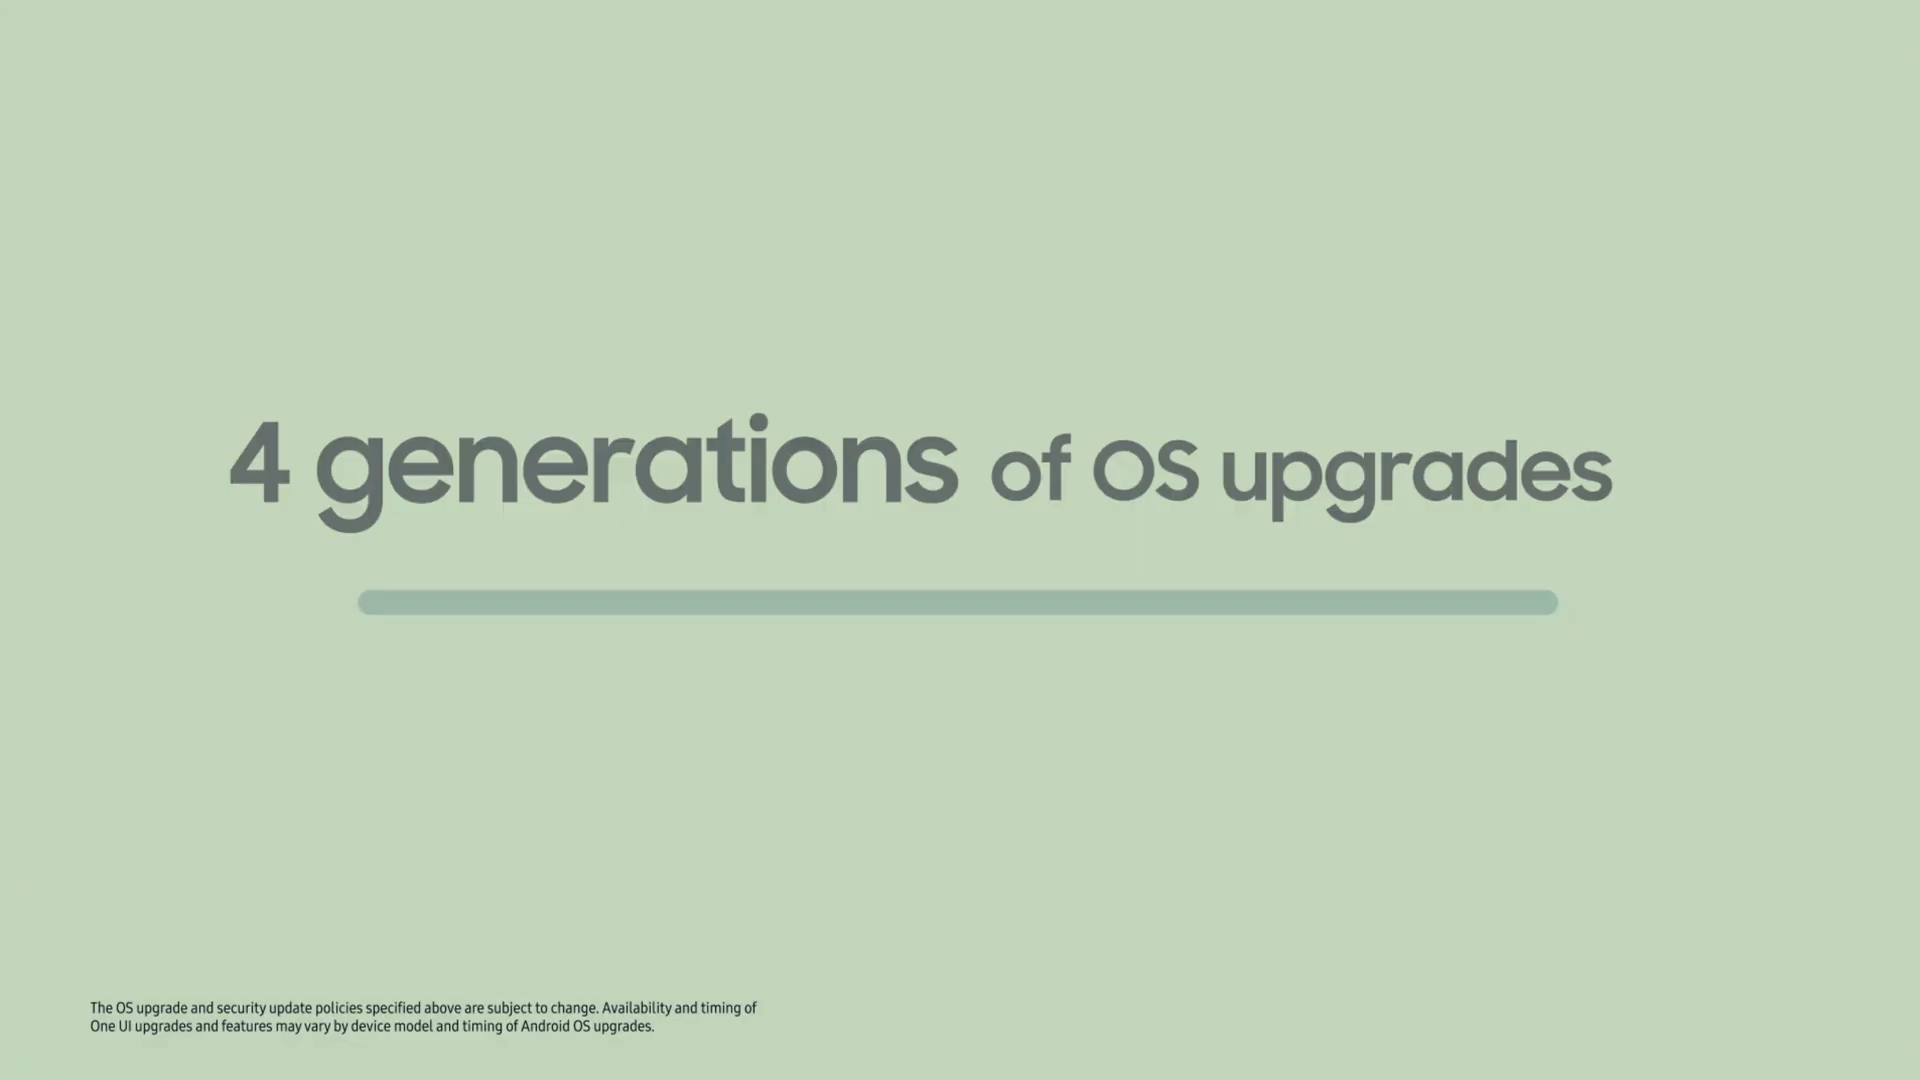 4 generations of OS upgrades
The OS upgrade and security update policies specified above are subject to change. Availability and timing of
One UI upgrades and features may vary by device model and timing of Android OS upgrades.